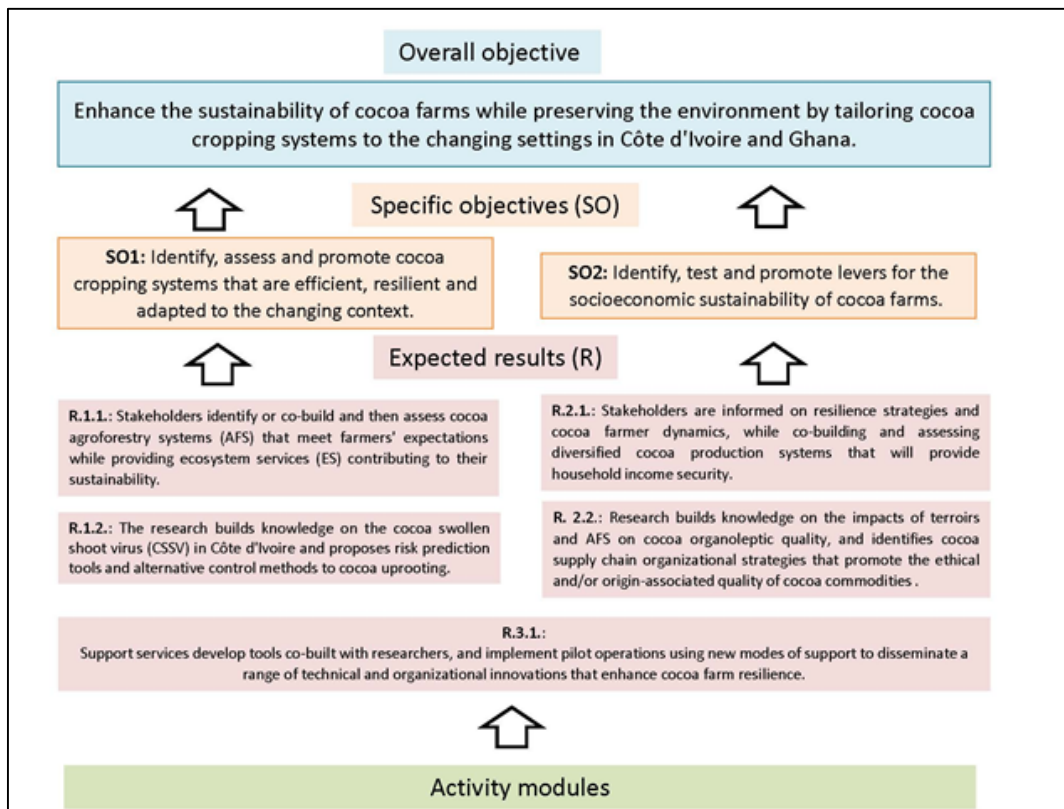 Overall objective
Enhance the sustainability of cocoa farms while preserving the environment by tailoring cocoa
cropping systems to the changing settings in Côte d'Ivoire and Ghana.
Specific objectives (SO)
SO1: Identify, assess and promote cocoa
cropping systems that are efficient, resilient and
adapted to the changing context.
SO2: Identify, test and promote levers for the
socioeconomic sustainability of cocoa farms.
Expected results (R)
R.1.1.: Stakeholders identify or co-build and then assess cocoa
agroforestry systems (AFS) that meet farmers' expectations
while providing ecosystem services (ES) contributing to their
sustainability.
R.1.2.: The research builds knowledge on the cocoa swollen
shoot virus (CSSV) in Côte d'Ivoire and proposes risk prediction
tools and alternative control methods to cocoa uprooting.
R.2.1.: Stakeholders are informed on resilience strategies and
cocoa farmer dynamics, while co-building and assessing
diversified cocoa production systems that will provide
household income security.
R. 2.2.: Research builds knowledge on the impacts of terroirs
and AFS on cocoa organoleptic quality, and identifies cocoa
supply chain organizational strategies that promote the ethical
and/or origin-associated quality of cocoa commodities .
R.3.1.:
Support services develop tools co-built with researchers, and implement pilot operations using new modes of support to disseminate a
range of technical and organizational innovations that enhance cocoa farm resilience.
Activity modules